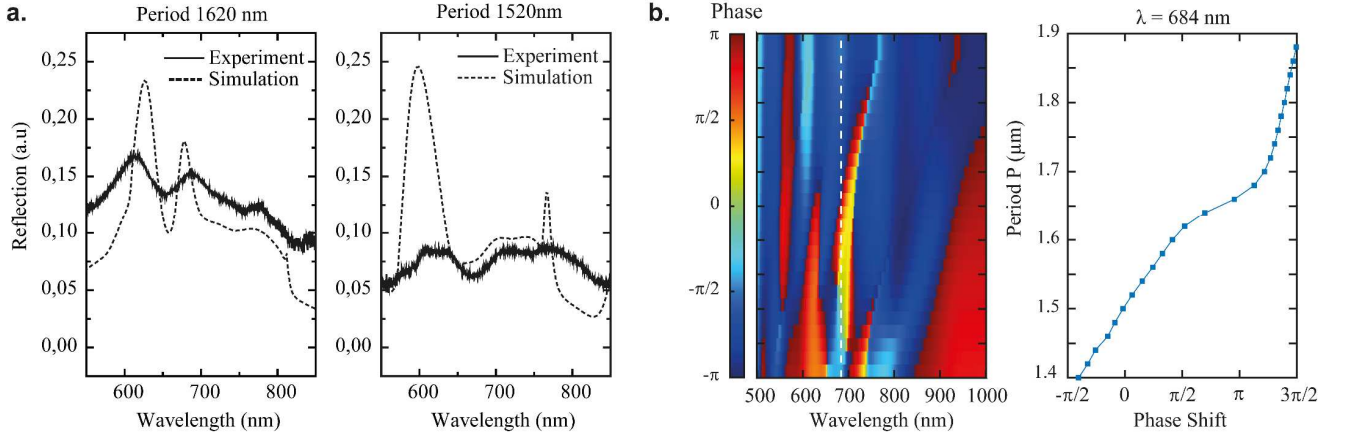 a.
Period 1620 nm
Period 1520nm
Experiment
Simulation
Experiment
Simulation
Reflection (a.u)
0,25
0,20
0,15
0,10
0,05
0,00
600
700
800
Wavelength (nm)
600
700
800
Wavelength (nm)
b.
Phase
π
π/2
0
-π/2
-π
500
600
700
800
900
1000
Wavelength (nm)
λ = 684 nm
Period P (μm)
1.9
1.8
1.7
1.6
1.5
1.4
-π/2
0
π/2
π
3π/2
Phase Shift